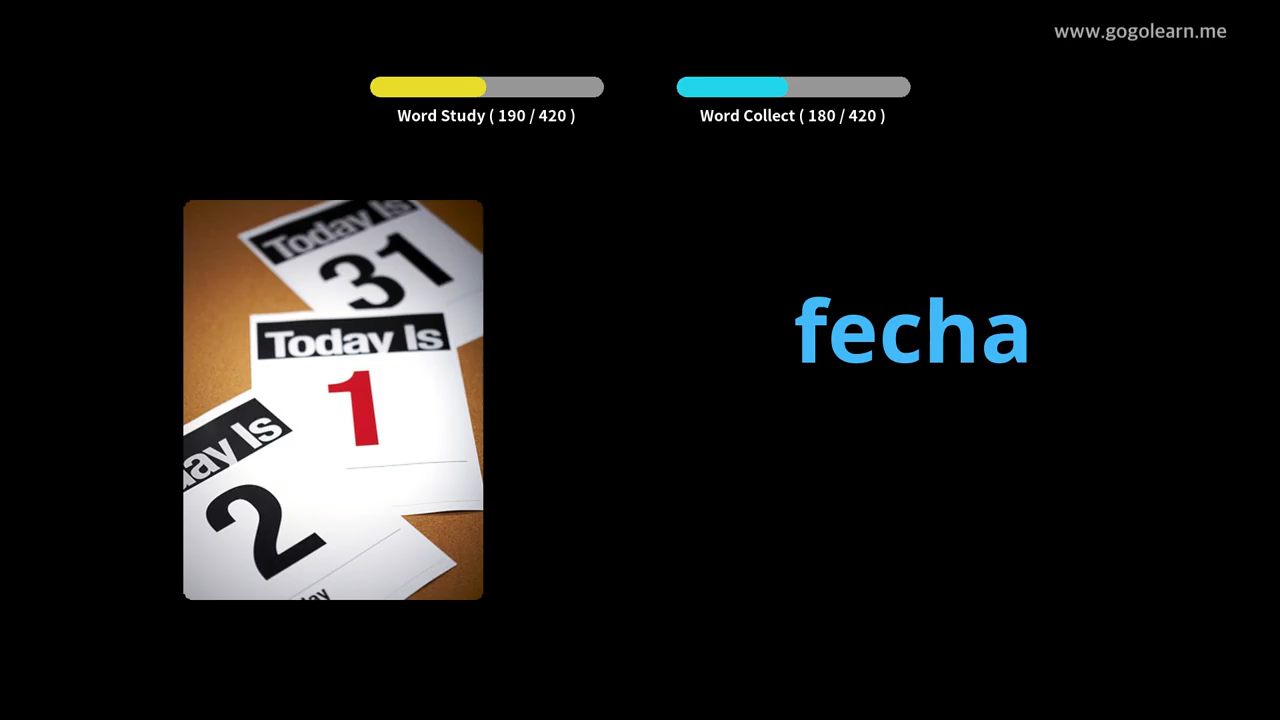 www.gogolearn.me
Word Study ( 190 / 420 )
Word Collect ( 180 / 420 )
Today Is
31
Today Is
1
ay Is
2
fecha